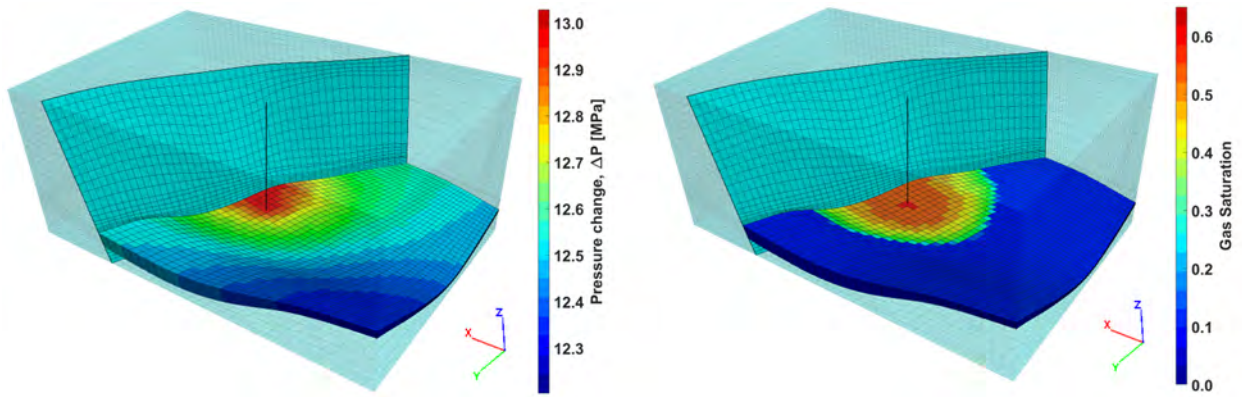 13.0
12.9
12.8
12.7
12.6
12.5
12.4
12.3
Pressure change, ΔP [MPa]
X
Y
Z
0.6
0.5
0.4
0.3
0.2
0.1
0.0
Gas Saturation
X
Y
Z